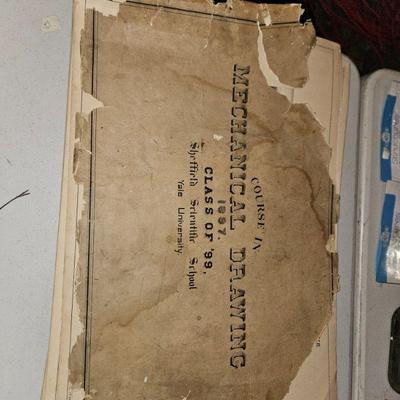 COURSE IN
MECHANICAL DRAWING
1897.
CLASS OF '99,
Sheffield Scientific School
Yale University.